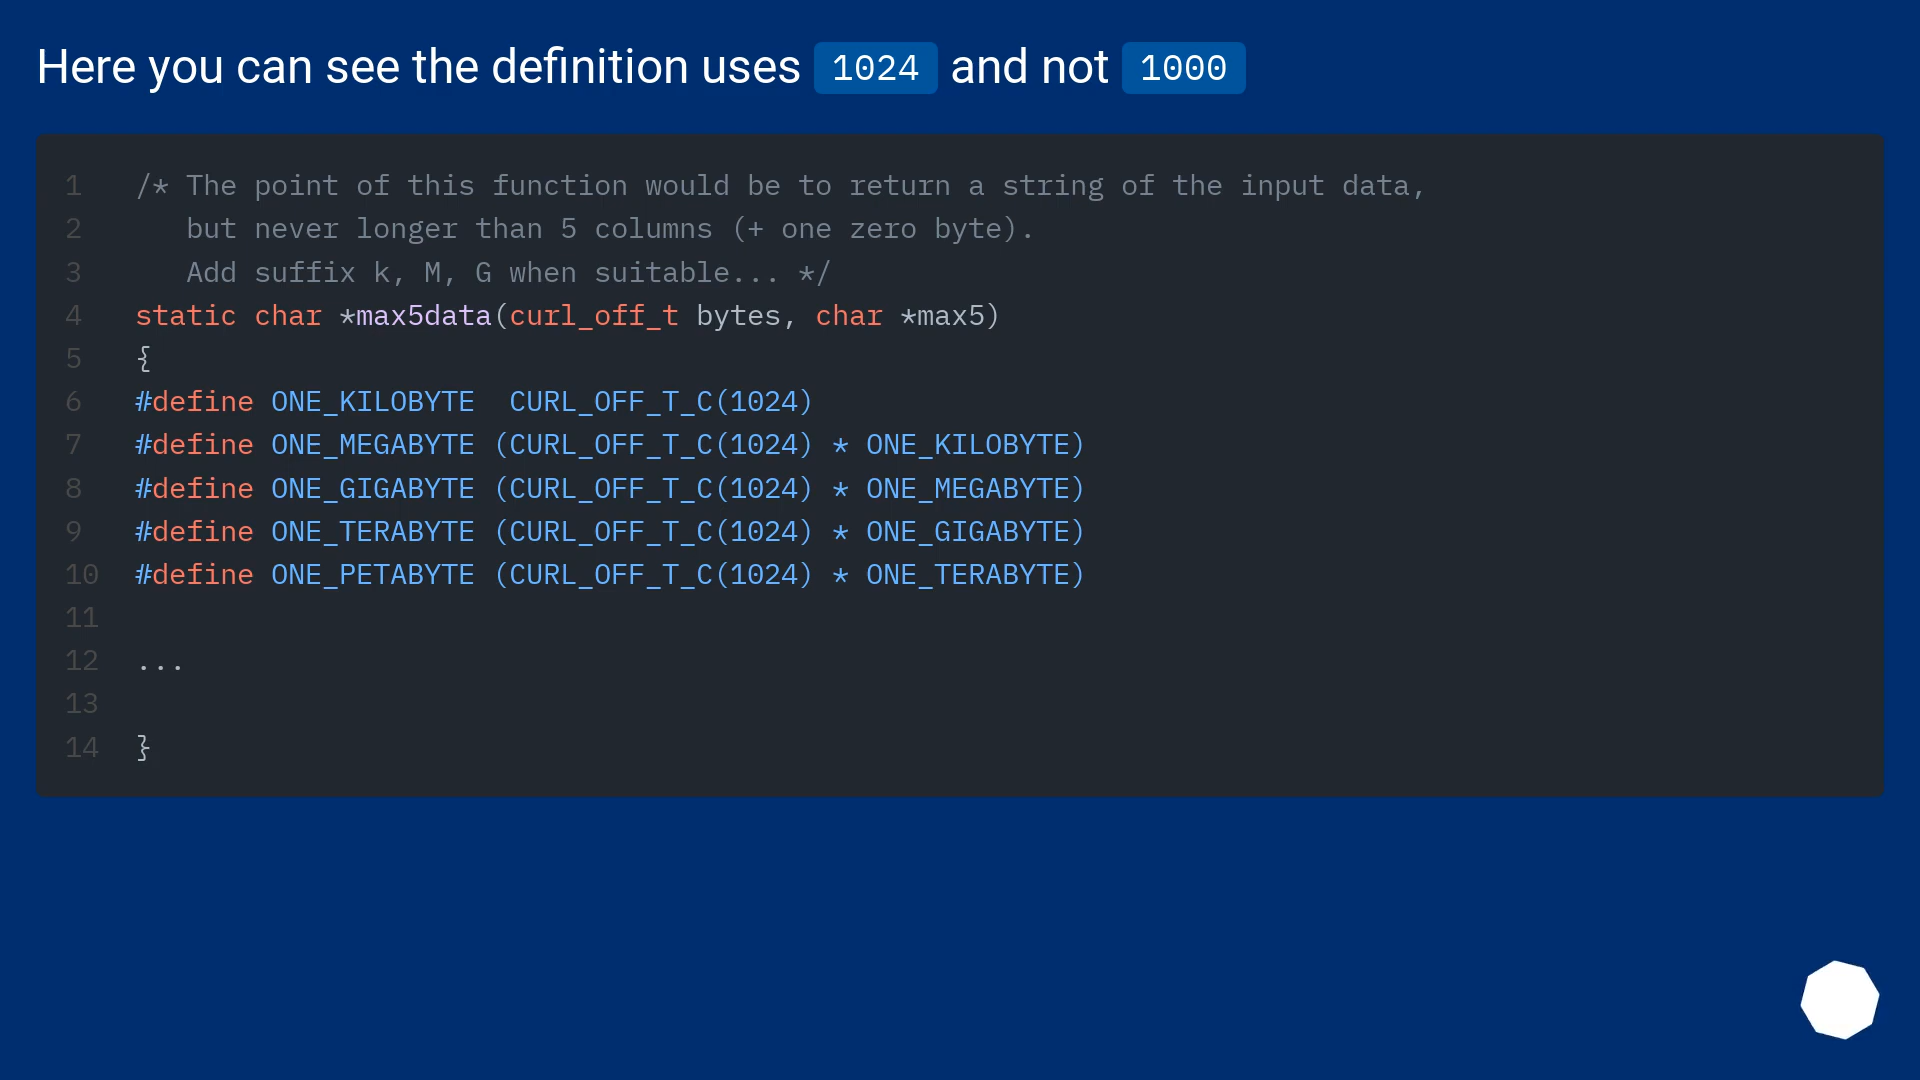 Here you can see the definition uses 1024 and not 1000
1 /* The point of this function would be to return a string of the input data,
2    but never longer than 5 columns (+ one zero byte).
3    Add suffix k, M, G when suitable... */
4 static char *max5data(curl_off_t bytes, char *max5)
5 {
6 #define ONE_KILOBYTE  CURL_OFF_T_C(1024)
7 #define ONE_MEGABYTE (CURL_OFF_T_C(1024) * ONE_KILOBYTE)
8 #define ONE_GIGABYTE (CURL_OFF_T_C(1024) * ONE_MEGABYTE)
9 #define ONE_TERABYTE (CURL_OFF_T_C(1024) * ONE_GIGABYTE)
10 #define ONE_PETABYTE (CURL_OFF_T_C(1024) * ONE_TERABYTE)
11
12 ...
13
14 }